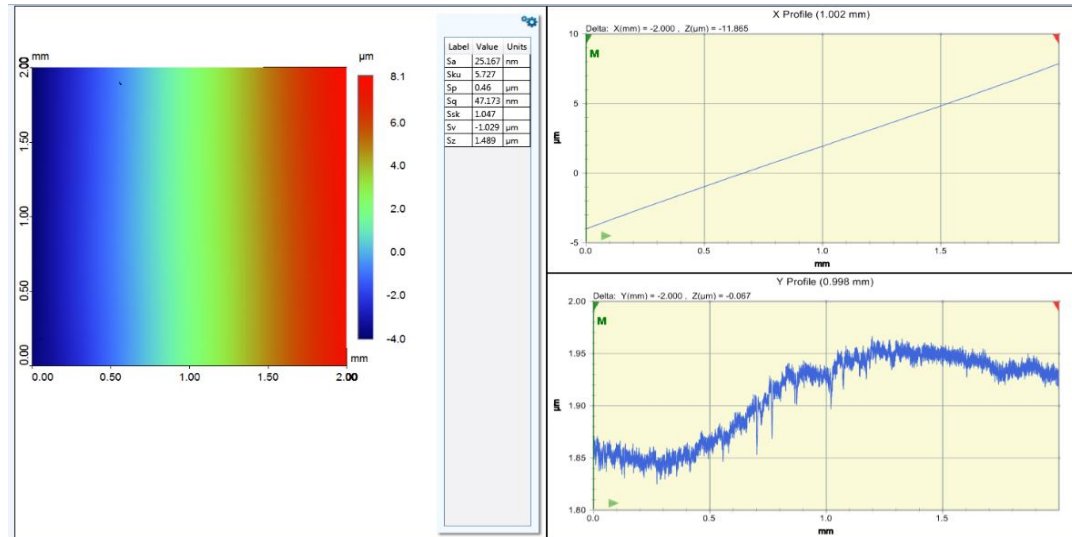 mm
µm
2.00
1.50
1.00
0.50
0.00
0.00 0.50 1.00 1.50 2.00
mm
8.1
6.0
4.0
2.0
0.0
-2.0
-4.0
Label Value Units
Sa 25.167 nm
Sku 5.727
Sp 0.46 µm
Sq 47.173 nm
Ssk 1.047
Sv -1.029 µm
Sz 1.489 µm
X Profile (1.002 mm)
Delta: X(mm) = -2.000 , Z(µm) = -11.865
M
10
5
0
-5
µm
0.0 0.5 1.0 1.5
mm
Y Profile (0.998 mm)
Delta: Y(mm) = -2.000 , Z(µm) = -0.067
M
2.00
1.95
1.90
1.85
1.80
µm
0.0 0.5 1.0 1.5
mm